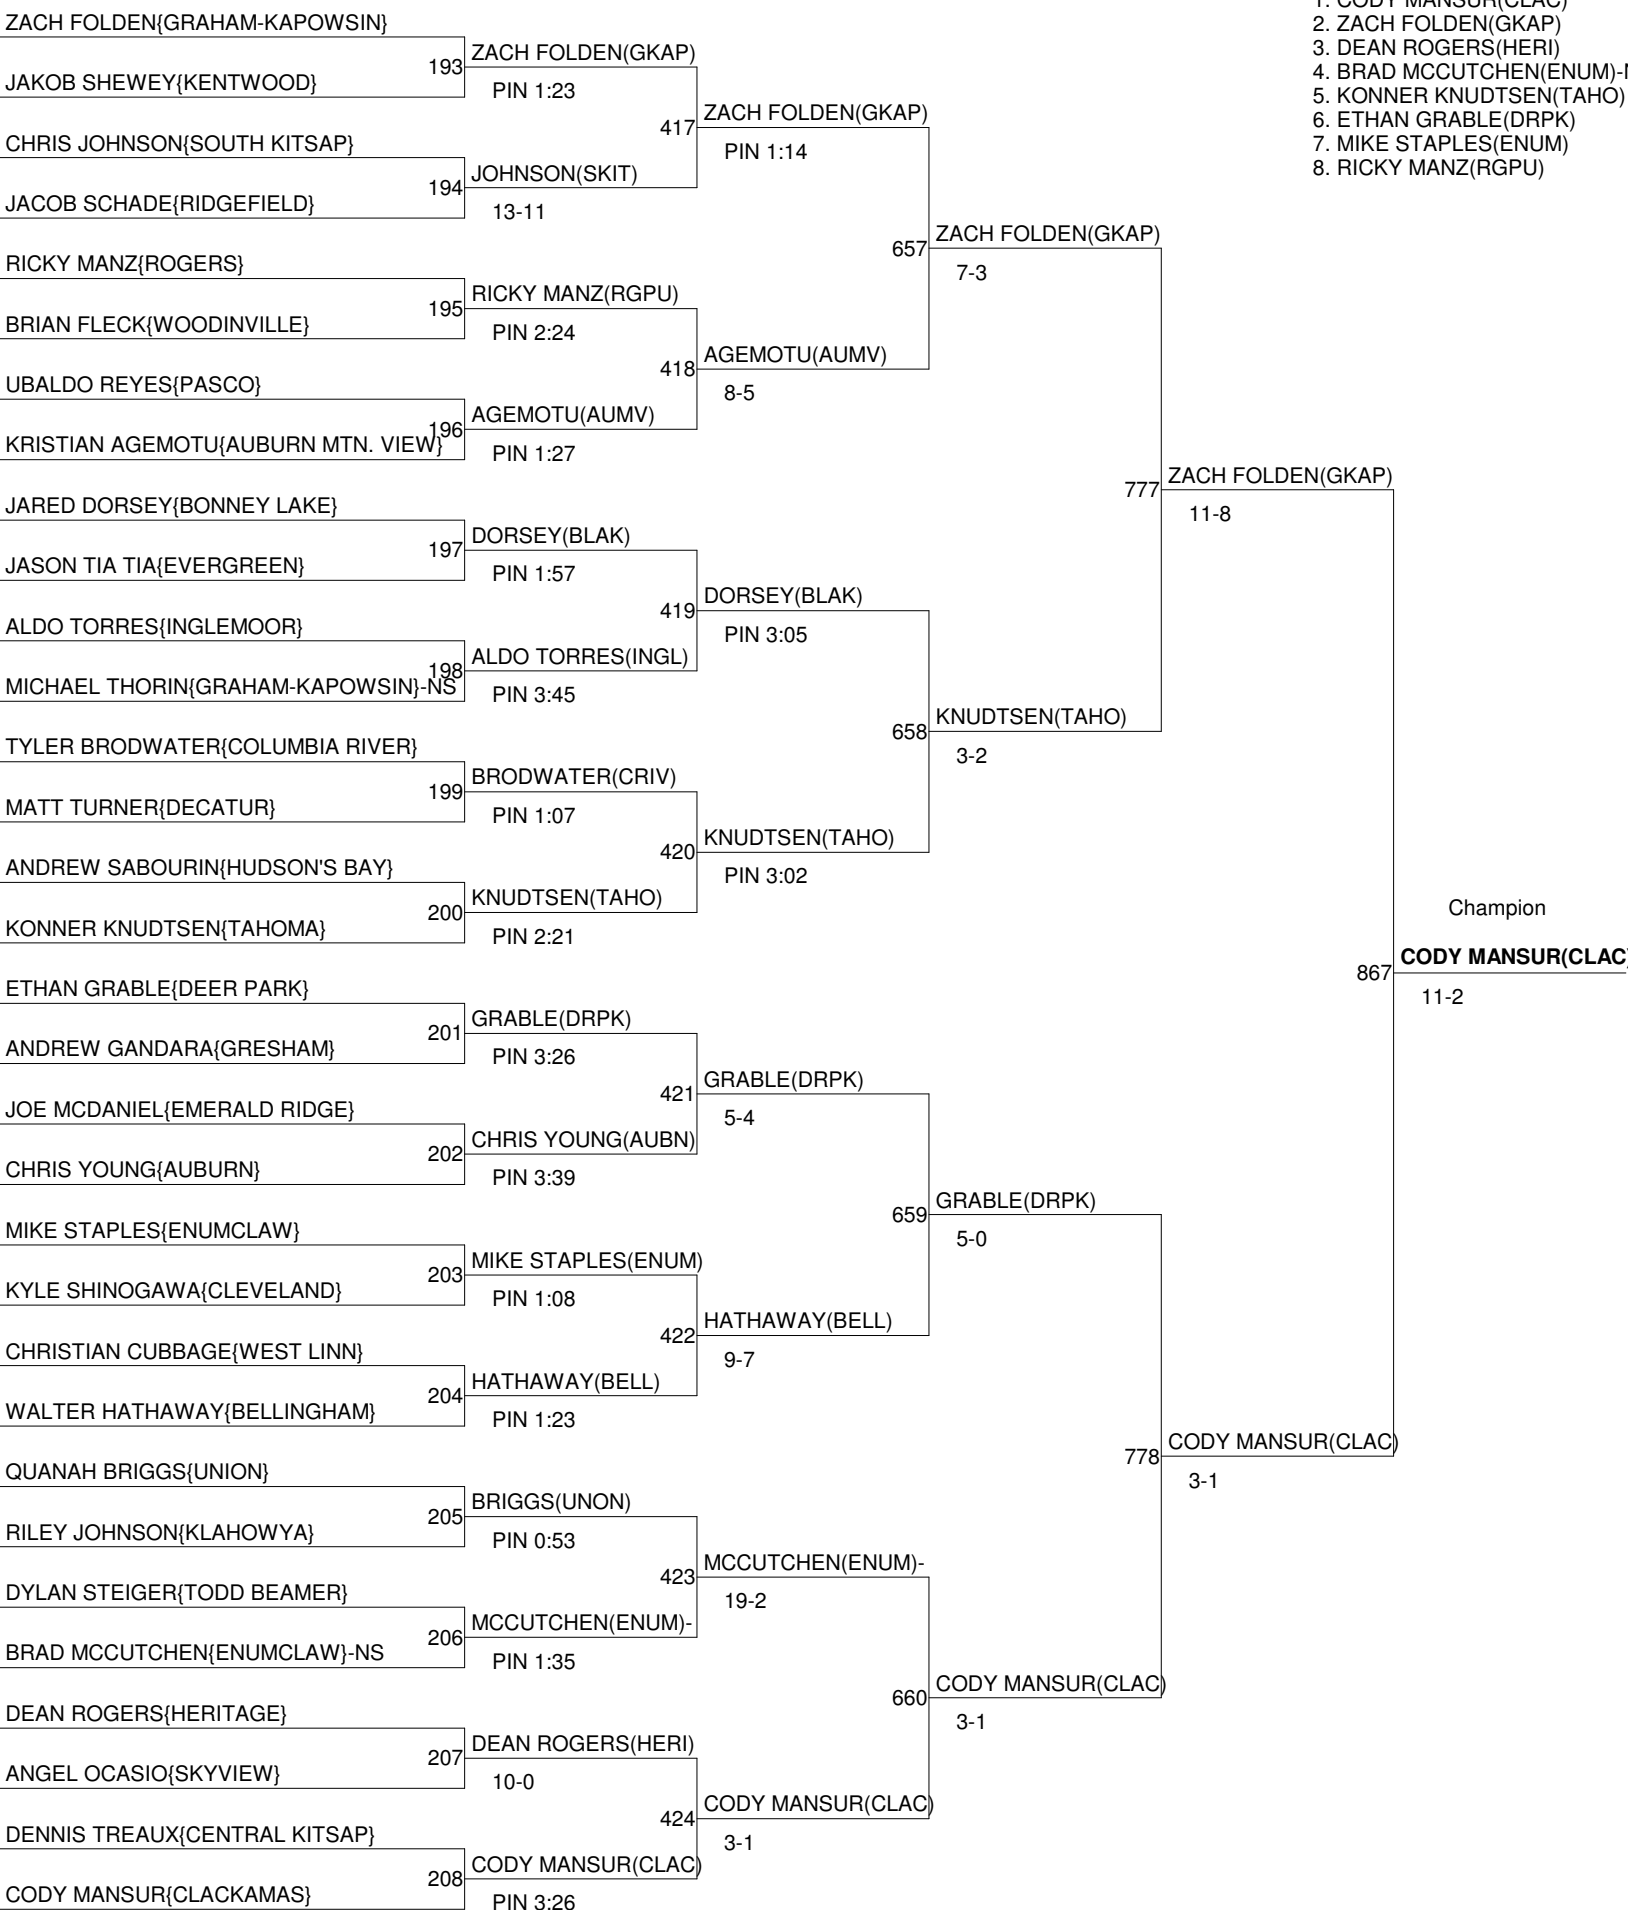 1. CODY MANSUR(CLAC)
2. ZACH FOLDEN(GKAP)
3. DEAN ROGERS(HERI)
4. BRAD MCCUTCHEN(ENUM)-
5. KONNER KNUDTSEN(TAHO)
6. ETHAN GRABLE(DRPK)
7. MIKE STAPLES(ENUM)
8. RICKY MANZ(RGPU)
ZACH FOLDEN{GRAHAM-KAPOWSIN}
193 ZACH FOLDEN(GKAP)
JAKOB SHEWEY{KENTWOOD}
PIN 1:23
417 ZACH FOLDEN(GKAP)
CHRIS JOHNSON{SOUTH KITSAP}
PIN 1:14
194 JOHNSON(SKIT)
JACOB SCHADE{RIDGEFIELD}
13-11
657 ZACH FOLDEN(GKAP)
7-3
RICKY MANZ{ROGERS}
195 RICKY MANZ(RGPU)
BRIAN FLECK{WOODINVILLE}
PIN 2:24
418 AGEMOTU(AUMV)
8-5
UBALDO REYES{PASCO}
196 AGEMOTU(AUMV)
KRISTIAN AGEMOTU{AUBURN MTN. VIEW}
PIN 1:27
777 ZACH FOLDEN(GKAP)
11-8
JARED DORSEY{BONNEY LAKE}
197 DORSEY(BLAK)
JASON TIA TIA{EVERGREEN}
PIN 1:57
419 DORSEY(BLAK)
PIN 3:05
ALDO TORRES{INGLEMOOR}
198 ALDO TORRES(INGL)
MICHAEL THORIN{GRAHAM-KAPOWSIN}-NS
PIN 3:45
658 KNUDTSEN(TAHO)
3-2
TYLER BRODWATER{COLUMBIA RIVER}
199 BRODWATER(CRIV)
MATT TURNER{DECATUR}
PIN 1:07
420 KNUDTSEN(TAHO)
PIN 3:02
ANDREW SABOURIN{HUDSON'S BAY}
200 KNUDTSEN(TAHO)
KONNER KNUDTSEN{TAHOMA}
PIN 2:21
Champion
867 CODY MANSUR(CLAC)
11-2
ETHAN GRABLE{DEER PARK}
201 GRABLE(DRPK)
ANDREW GANDARA{GRESHAM}
PIN 3:26
421 GRABLE(DRPK)
5-4
JOE MCDANIEL{EMERALD RIDGE}
202 CHRIS YOUNG(AUBN)
CHRIS YOUNG{AUBURN}
PIN 3:39
659 GRABLE(DRPK)
5-0
MIKE STAPLES{ENUMCLAW}
203 MIKE STAPLES(ENUM)
KYLE SHINOGAWA{CLEVELAND}
PIN 1:08
422 HATHAWAY(BELL)
9-7
CHRISTIAN CUBBAGE{WEST LINN}
204 HATHAWAY(BELL)
WALTER HATHAWAY{BELLINGHAM}
PIN 1:23
778 CODY MANSUR(CLAC)
3-1
QUANAH BRIGGS{UNION}
205 BRIGGS(UNON)
RILEY JOHNSON{KLAHOWYA}
PIN 0:53
423 MCCUTCHEN(ENUM)-
19-2
DYLAN STEIGER{TODD BEAMER}
206 MCCUTCHEN(ENUM)-
BRAD MCCUTCHEN{ENUMCLAW}-NS
PIN 1:35
660 CODY MANSUR(CLAC)
3-1
DEAN ROGERS{HERITAGE}
207 DEAN ROGERS(HERI)
ANGEL OCASIO{SKYVIEW}
10-0
424 CODY MANSUR(CLAC)
3-1
DENNIS TREAUX{CENTRAL KITSAP}
208 CODY MANSUR(CLAC)
CODY MANSUR{CLACKAMAS}
PIN 3:26